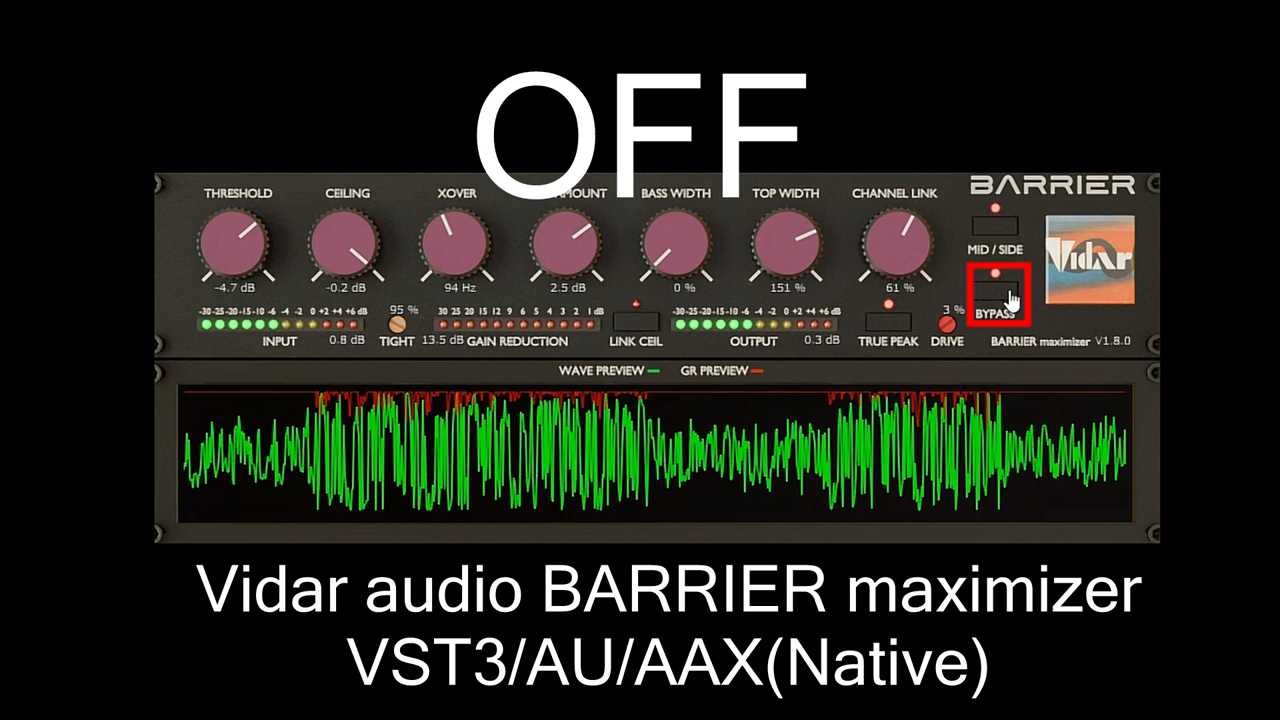 OFF
BARRIER
THRESHOLD CEILING XOVER AMOUNT BASS WIDTH TOP WIDTH CHANNEL LINK
MID / SIDE
Vidar
-4.7 dB -0.2 dB 94 Hz 2.5 dB 0 % 151 % 61 %
BYPASS
-30 -25 -20 -15 -10 -6 -4 -2 0 +2 +4 +6 dB 95 % 30 25 20 15 12 9 6 5 4 3 2 1 dB -30 -25 -20 -15 -10 -6 -4 -2 0 +2 +4 +6 dB 3 %
INPUT 0.8 dB TIGHT 13.5 dB GAIN REDUCTION LINK CEIL OUTPUT 0.3 dB TRUE PEAK DRIVE BARRIER maximizer V1.8.0
WAVE PREVIEW GR PREVIEW
Vidar audio BARRIER maximizer
VST3/AU/AAX(Native)